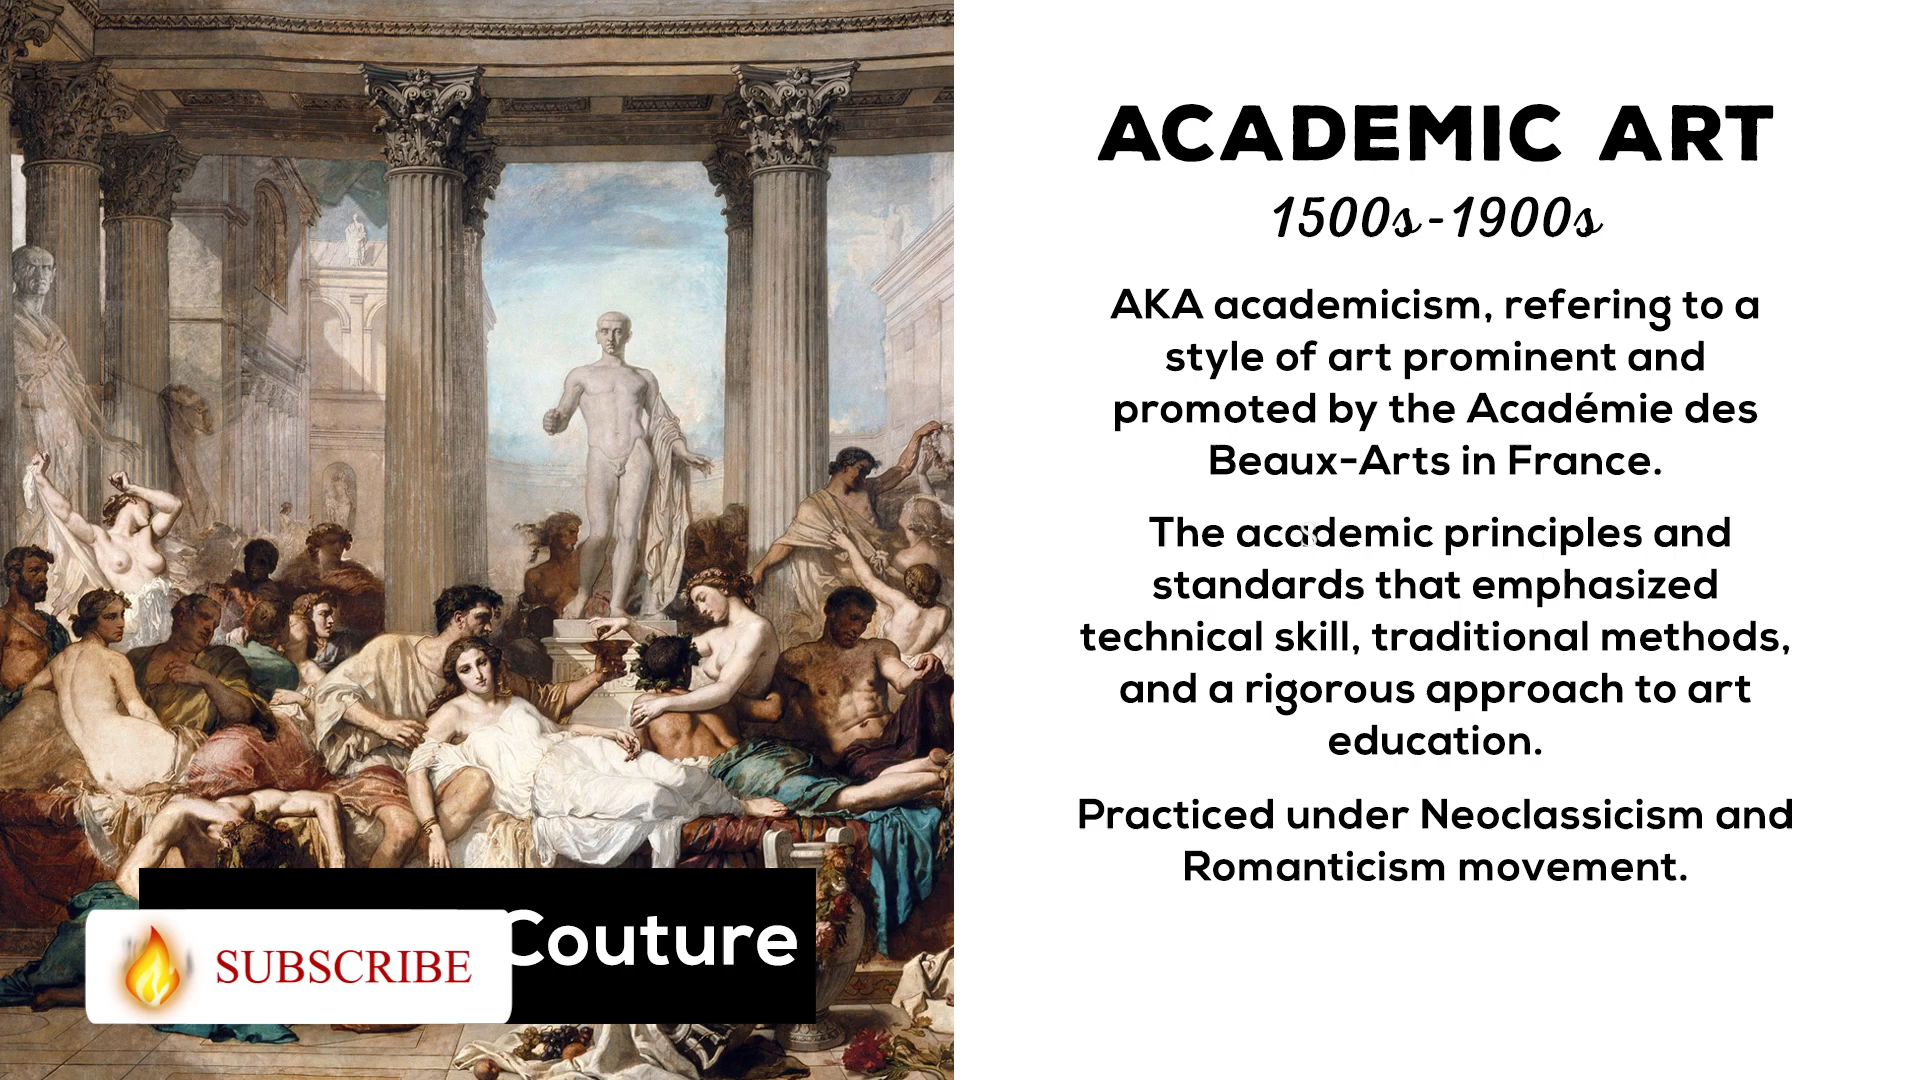 ACADEMIC ART
1500s-1900s
AKA academicism, refering to a
style of art prominent and
promoted by the Académie des
Beaux-Arts in France.
The academic principles and
standards that emphasized
technical skill, traditional methods,
and a rigorous approach to art
education.
Practiced under Neoclassicism and
Romanticism movement.
Couture
SUBSCRIBE